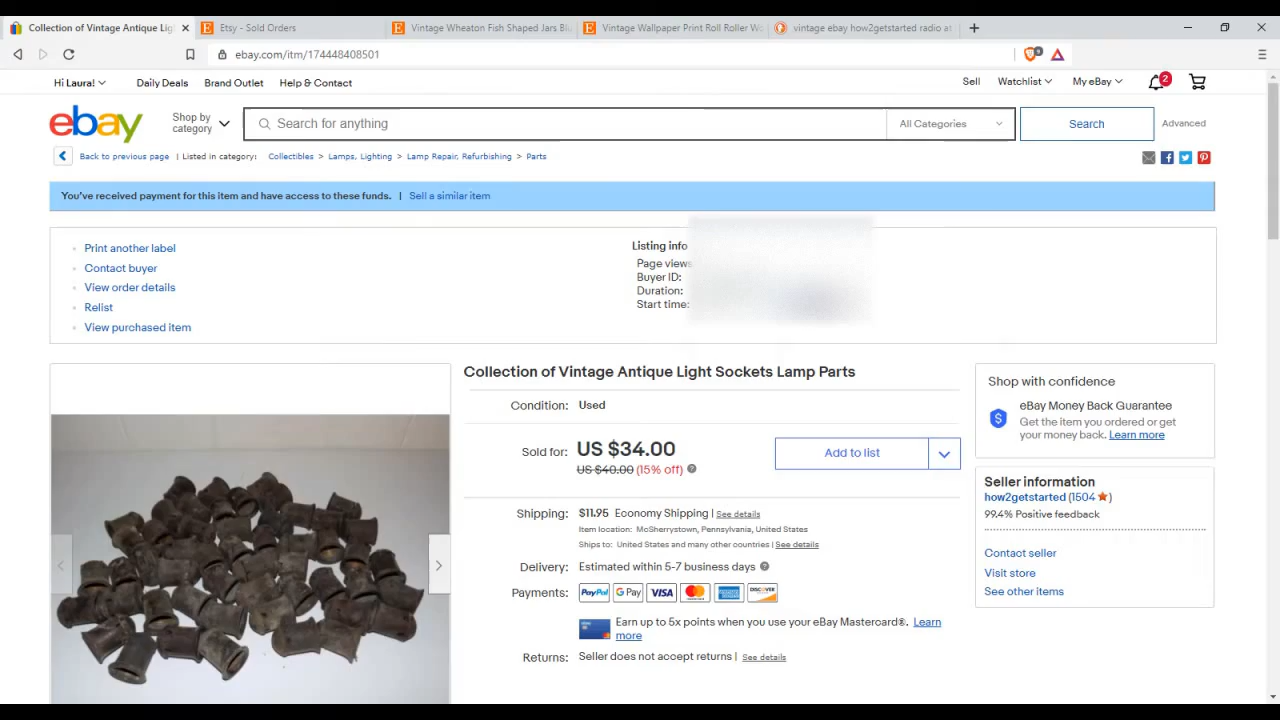 Collection of Vintage Antique Lig
Etsy - Sold Orders
Vintage Wheaton Fish Shaped Jars Blu
Vintage Wallpaper Print Roll Roller Wo
vintage ebay how2getstarted radio at
ebay.com/itm/174448408501
Hi Laura!
Daily Deals
Brand Outlet
Help & Contact
Sell
Watchlist
My eBay
2
ebay
Shop by
category
Search for anything
All Categories
Search
Advanced
Back to previous page | Listed in category: Collectibles > Lamps, Lighting > Lamp Repair, Refurbishing > Parts
You've received payment for this item and have access to these funds. | Sell a similar item
Print another label
Contact buyer
View order details
Relist
View purchased item
Listing info
Page views
Buyer ID:
Duration:
Start time:
Collection of Vintage Antique Light Sockets Lamp Parts
Condition: Used
Sold for: US $34.00
US $40.00 (15% off)
Add to list
Shipping: $11.95 Economy Shipping | See details
Item location: McSherrystown, Pennsylvania, United States
Ships to: United States and many other countries | See details
Delivery: Estimated within 5-7 business days
Payments: PayPal G Pay VISA
Earn up to 5x points when you use your eBay Mastercard®. Learn
more
Returns: Seller does not accept returns | See details
Shop with confidence
eBay Money Back Guarantee
Get the item you ordered or get
your money back. Learn more
Seller information
how2getstarted (1504)
99.4% Positive feedback
Contact seller
Visit store
See other items